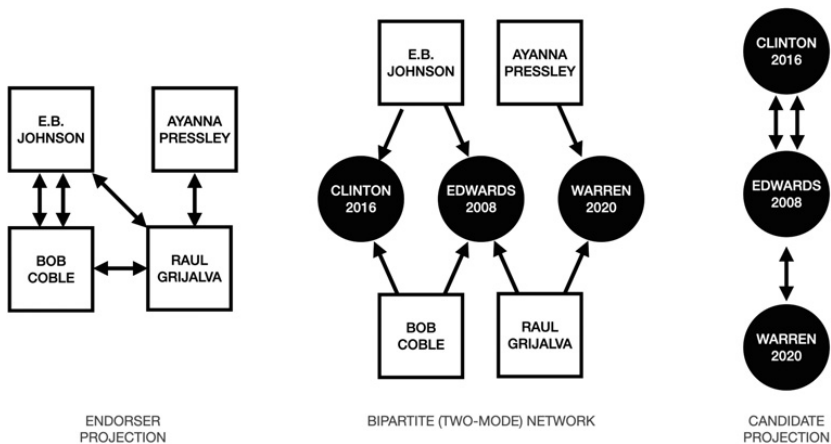 E.B.
JOHNSON
AYANNA
PRESSLEY
BOB
COBLE
RAUL
GRIJALVA
ENDORSER
PROJECTION
E.B.
JOHNSON
AYANNA
PRESSLEY
CLINTON
2016
EDWARDS
2008
WARREN
2020
BOB
COBLE
RAUL
GRIJALVA
BIPARTITE (TWO-MODE) NETWORK
CLINTON
2016
EDWARDS
2008
WARREN
2020
CANDIDATE
PROJECTION